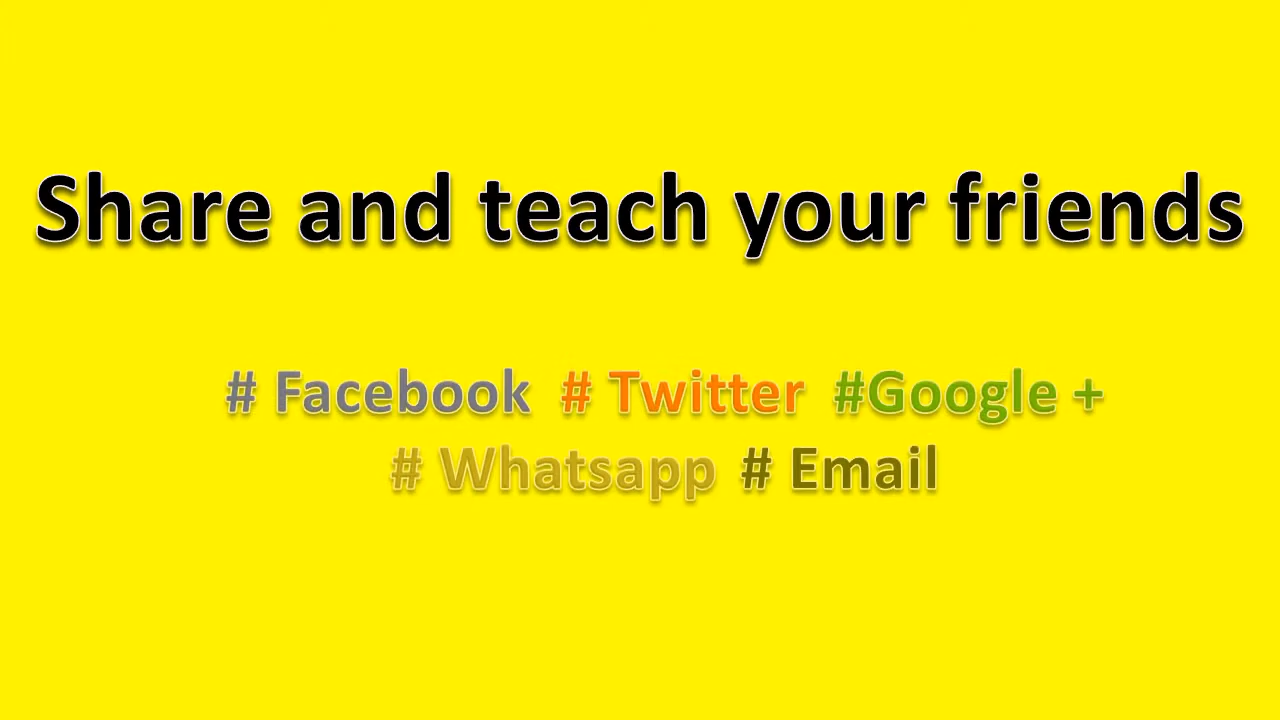 Share and teach your friends
# Facebook # Twitter #Google +
# Whatsapp # Email